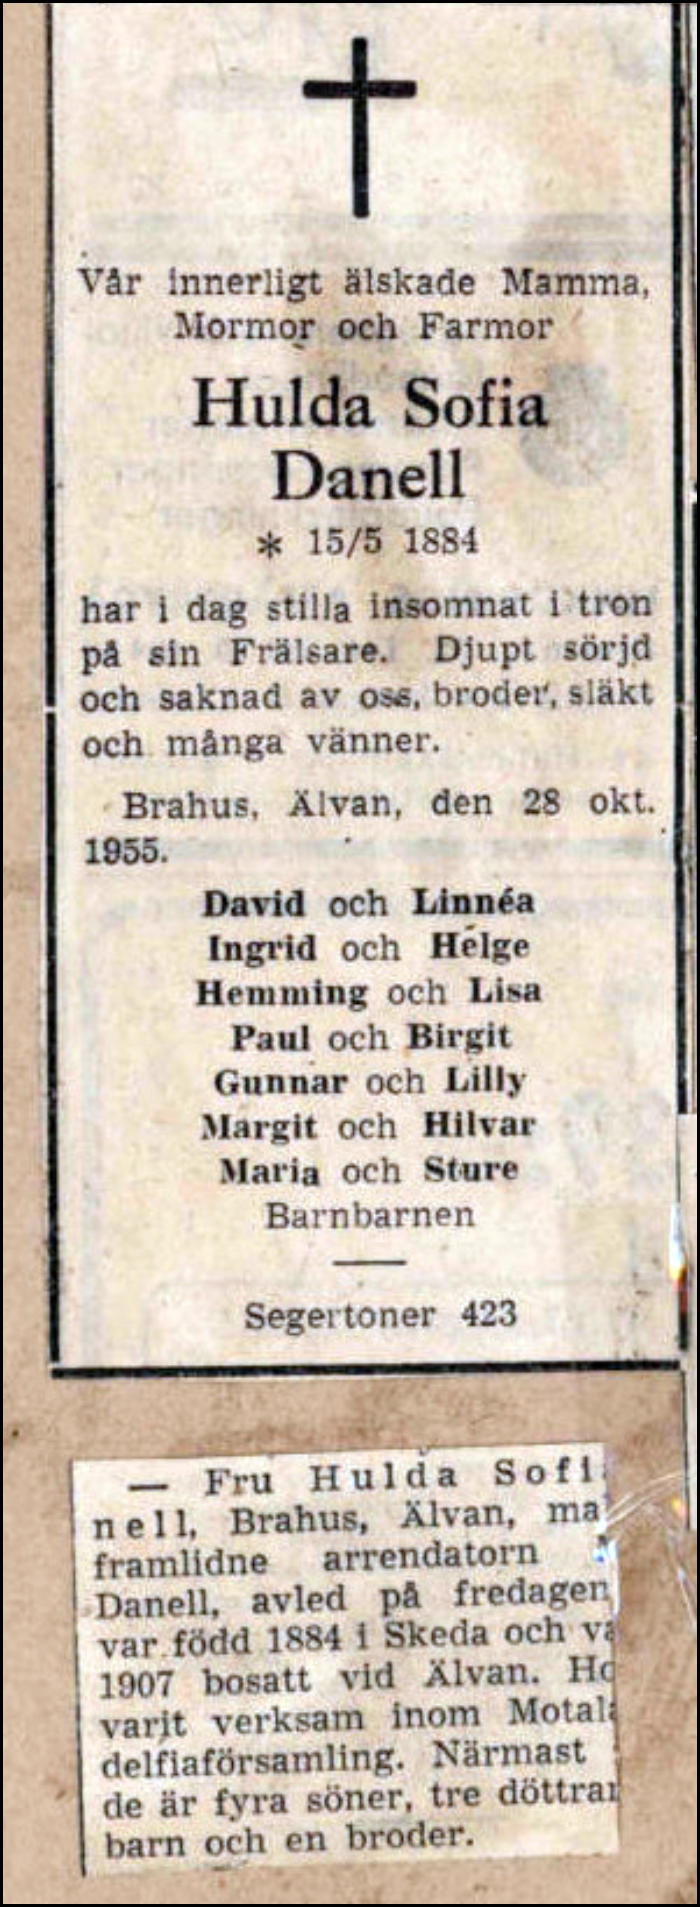 Vår innerligt älskade Mamma,
Mormor och Farmor
Hulda Sofia
Danell
* 15/5 1884
har i dag stilla insomnat i tron
på sin Frälsare. Djupt sörjd
och saknad av oss, broder, släkt
och många vänner.
Brahus, Älvan, den 28 okt.
1955.
David och Linnéa
Ingrid och Helge
Hemming och Lisa
Paul och Birgit
Gunnar och Lilly
Margit och Hilvar
Maria och Sture
Barnbarnen
Segertoner 423
— Fru Hulda Sofi
nell, Brahus, Älvan, ma
framlidne arrendatorn
Danell, avled på fredagen
var född 1884 i Skeda och va
1907 bosatt vid Älvan. Ho
varit verksam inom Motala
delfiaförsamling. Närmast
de är fyra söner, tre döttrar
barn och en broder.